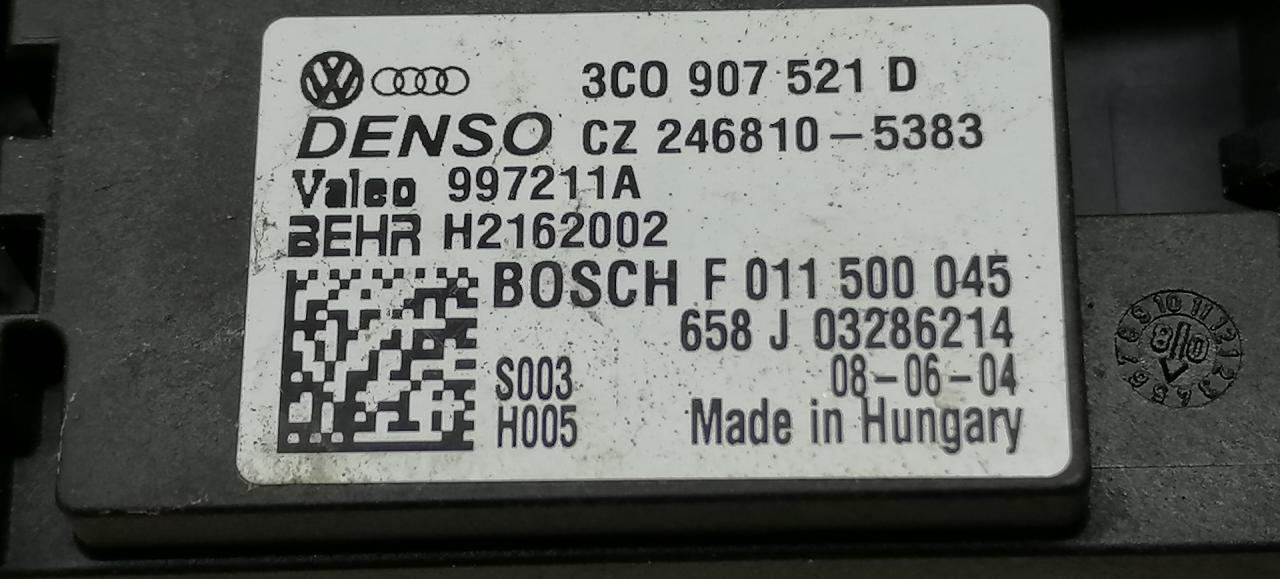 3C0 907 521 D
DENSO CZ 246810-5383
Valeo 997211A
BEHR H2162002
BOSCH F 011 500 045
658 J 03286214
S003 08-06-04
H005 Made in Hungary